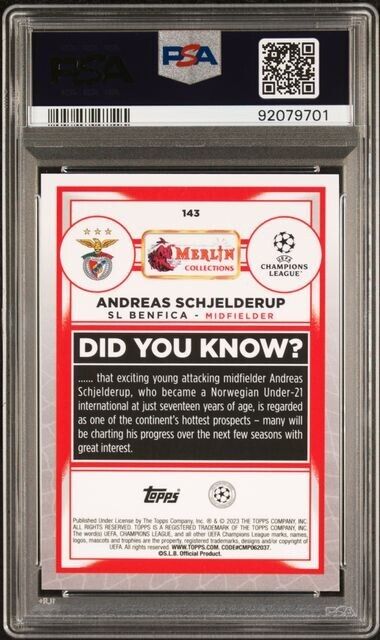 PSA
PSA
92079701
143
MERLIN
COLLECTIONS
UEFA
CHAMPIONS
LEAGUE
ANDREAS SCHJELDERUP
SL BENFICA - MIDFIELDER
DID YOU KNOW?
...... that exciting young attacking midfielder Andreas
Schjelderup, who became a Norwegian Under-21
international at just seventeen years of age, is regarded
as one of the continent's hottest prospects – many will
be charting his progress over the next few seasons with
great interest.
Topps
Published Under License by The Topps Company, Inc. ® & © 2023 THE TOPPS COMPANY, INC.
ALL RIGHTS RESERVED. TOPPS IS A REGISTERED TRADEMARK OF THE TOPPS COMPANY, INC.
The word(s) UEFA, CHAMPIONS LEAGUE, and all other UEFA Champions League marks, names,
logos, mascots and trophies are the property, registered trademarks, designs and/or copyright of
UEFA. All rights reserved. WWW.TOPPS.COM. CODE#CMP062037.
©S.L.B. Official Product.